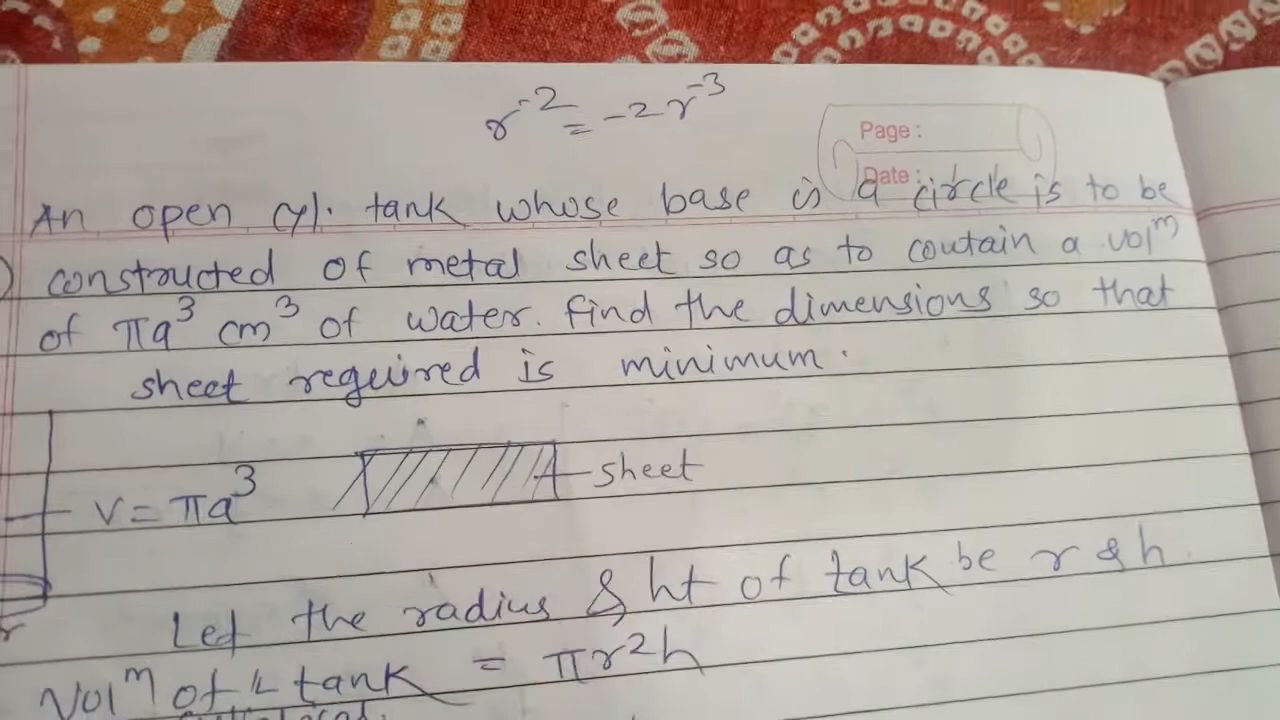 r⁻² = -2r⁻³
Page :
Date :
An open cyl. tank whose base is a circle is to be
constructed of metal sheet so as to contain a volᵐ
of πa³ cm³ of water. find the dimensions so that
sheet required is minimum.
V = πa³
sheet
Let the radius & ht of tank be r & h
Volᵐ of tank = πr²h